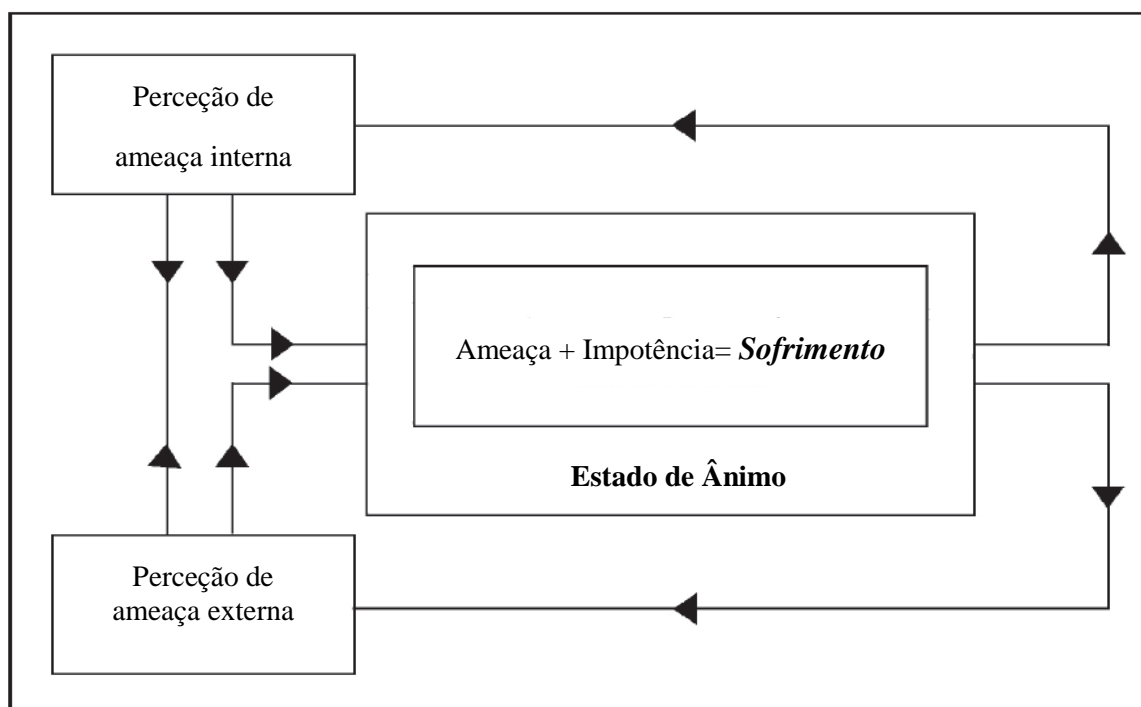 Perceção de
ameaça interna
Ameaça + Impotência= Sofrimento
Estado de Ânimo
Perceção de
ameaça externa